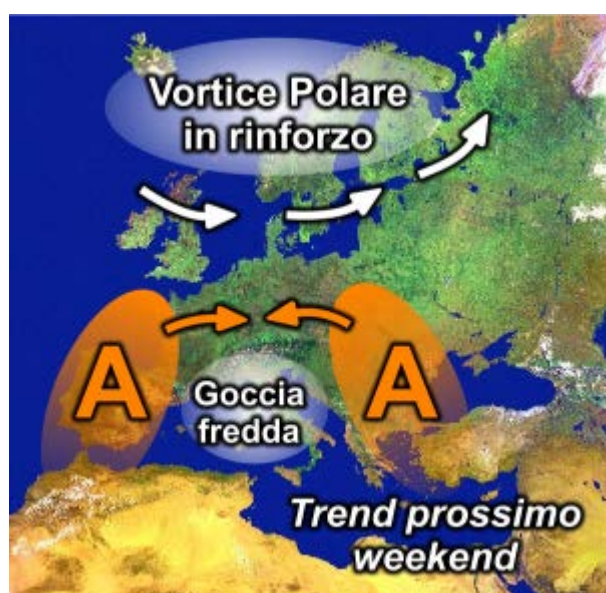 Vortice Polare
in rinforzo
A
A
Goccia
fredda
Trend prossimo
weekend